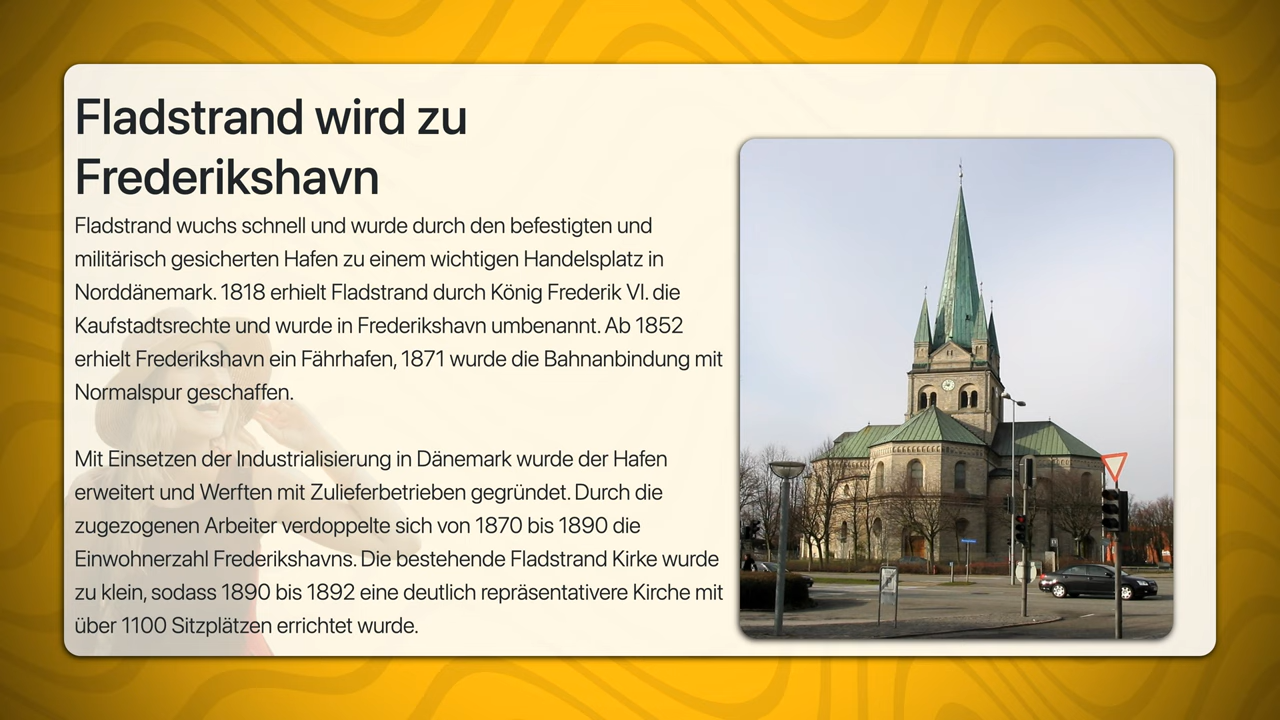 Fladstrand wird zu
Frederikshavn
Fladstrand wuchs schnell und wurde durch den befestigten und
militärisch gesicherten Hafen zu einem wichtigen Handelsplatz in
Norddänemark. 1818 erhielt Fladstrand durch König Frederik VI. die
Kaufstadtsrechte und wurde in Frederikshavn umbenannt. Ab 1852
erhielt Frederikshavn ein Fährhafen, 1871 wurde die Bahnanbindung mit
Normalspur geschaffen.
Mit Einsetzen der Industrialisierung in Dänemark wurde der Hafen
erweitert und Werften mit Zulieferbetrieben gegründet. Durch die
zugezogenen Arbeiter verdoppelte sich von 1870 bis 1890 die
Einwohnerzahl Frederikshavns. Die bestehende Fladstrand Kirke wurde
zu klein, sodass 1890 bis 1892 eine deutlich repräsentativere Kirche mit
über 1100 Sitzplätzen errichtet wurde.